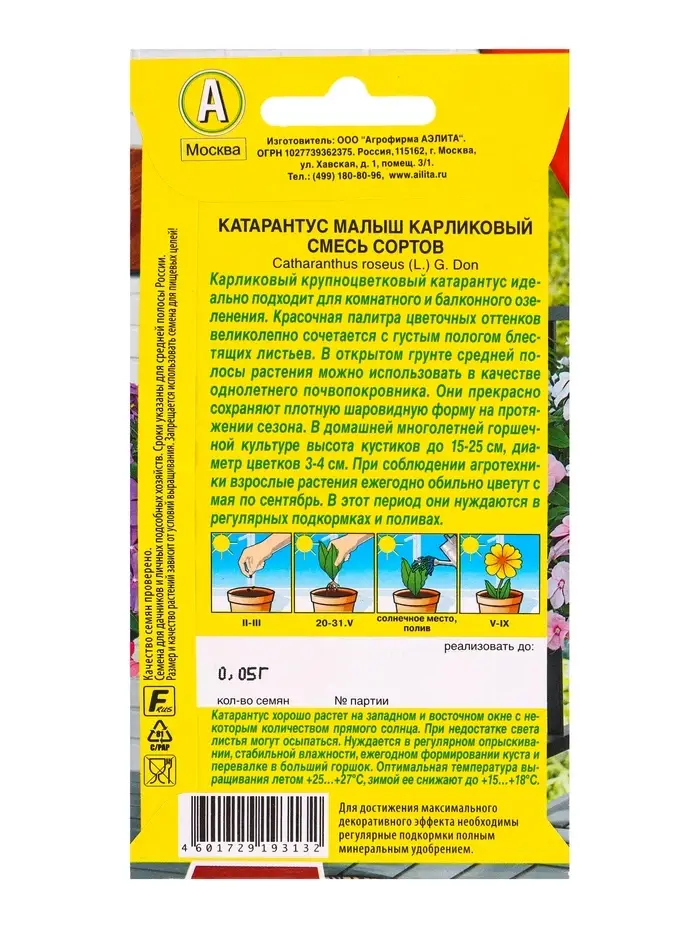 А
Москва
Изготовитель: ООО "Агрофирма АЭЛИТА".
ОГРН 1027739362375. Россия, 115162, г. Москва,
ул. Хавская, д. 1, помещ. 3/1.
Тел.: (499) 180-80-96, www.ailita.ru
КАТАРАНТУС МАЛЫШ КАРЛИКОВЫЙ
СМЕСЬ СОРТОВ
Catharanthus roseus (L.) G. Don
Карликовый крупноцветковый катарантус иде-
ально подходит для комнатного и балконного озе-
ленения. Красочная палитра цветочных оттенков
великолепно сочетается с густым пологом блес-
тящих листьев. В открытом грунте средней по-
лосы растения можно использовать в качестве
однолетнего почвопокровника. Они прекрасно
сохраняют плотную шаровидную форму на протя-
жении сезона. В домашней многолетней горшеч-
ной культуре высота кустиков до 15-25 см, диа-
метр цветков 3-4 см. При соблюдении агротехни-
ки взрослые растения ежегодно обильно цветут с
мая по сентябрь. В этот период они нуждаются в
регулярных подкормках и поливах.
II-III
20-31.V
солнечное место,
полив
V-IX
реализовать до:
0,05Г
кол-во семян
№ партии
Катарантус хорошо растет на западном и восточном окне с не-
которым количеством прямого солнца. При недостатке света
листья могут осыпаться. Нуждается в регулярном опрыскива-
нии, стабильной влажности, ежегодном формировании куста и
перевалке в больший горшок. Оптимальная температура вы-
ращивания летом +25...+27°С, зимой ее снижают до +15...+18°С.
Для достижения максимального
декоративного эффекта необходимы
регулярные подкормки полным
минеральным удобрением.
4601729193132
Качество семян проверено.
Семена для дачников и личных подсобных хозяйств. Сроки указаны для средней полосы России.
Размер и качество растений зависят от условий выращивания. Запрещается использовать семена для пищевых целей!
F
RUS
81
C/PAP